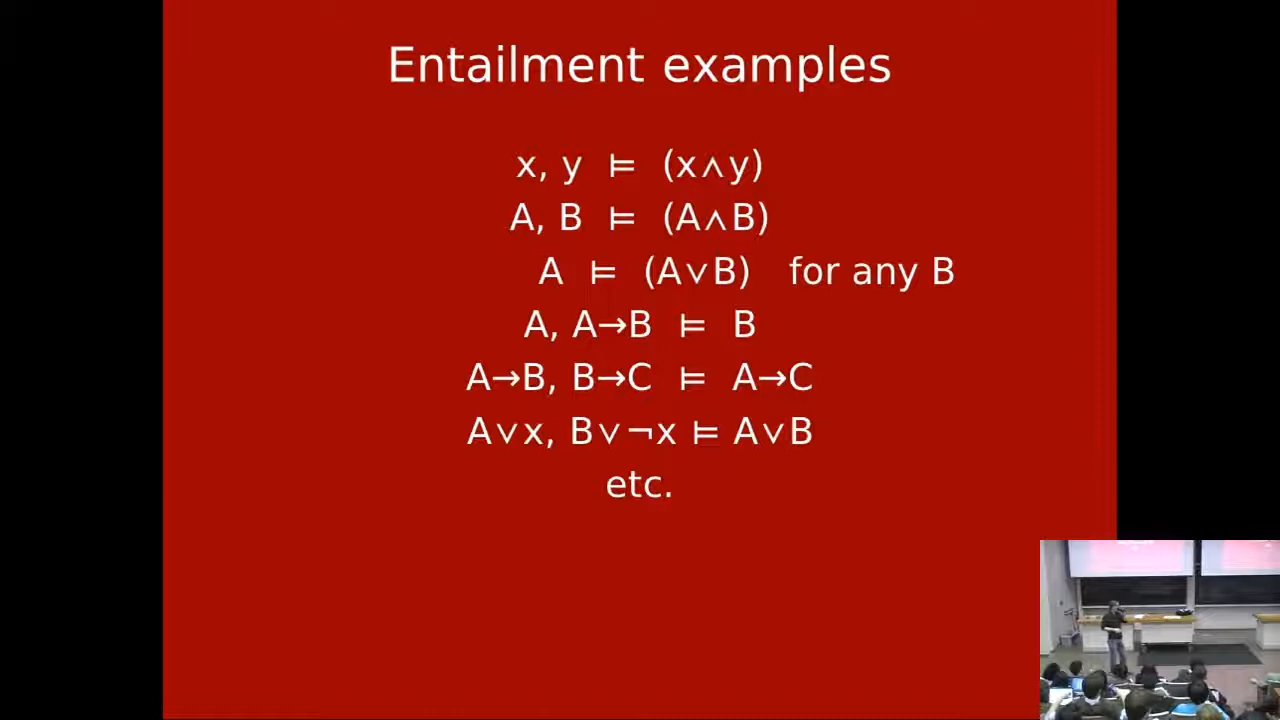 Entailment examples
x, y ⊨ (x∧y)
A, B ⊨ (A∧B)
A ⊨ (A∨B) for any B
A, A→B ⊨ B
A→B, B→C ⊨ A→C
A∨x, B∨¬x ⊨ A∨B
etc.